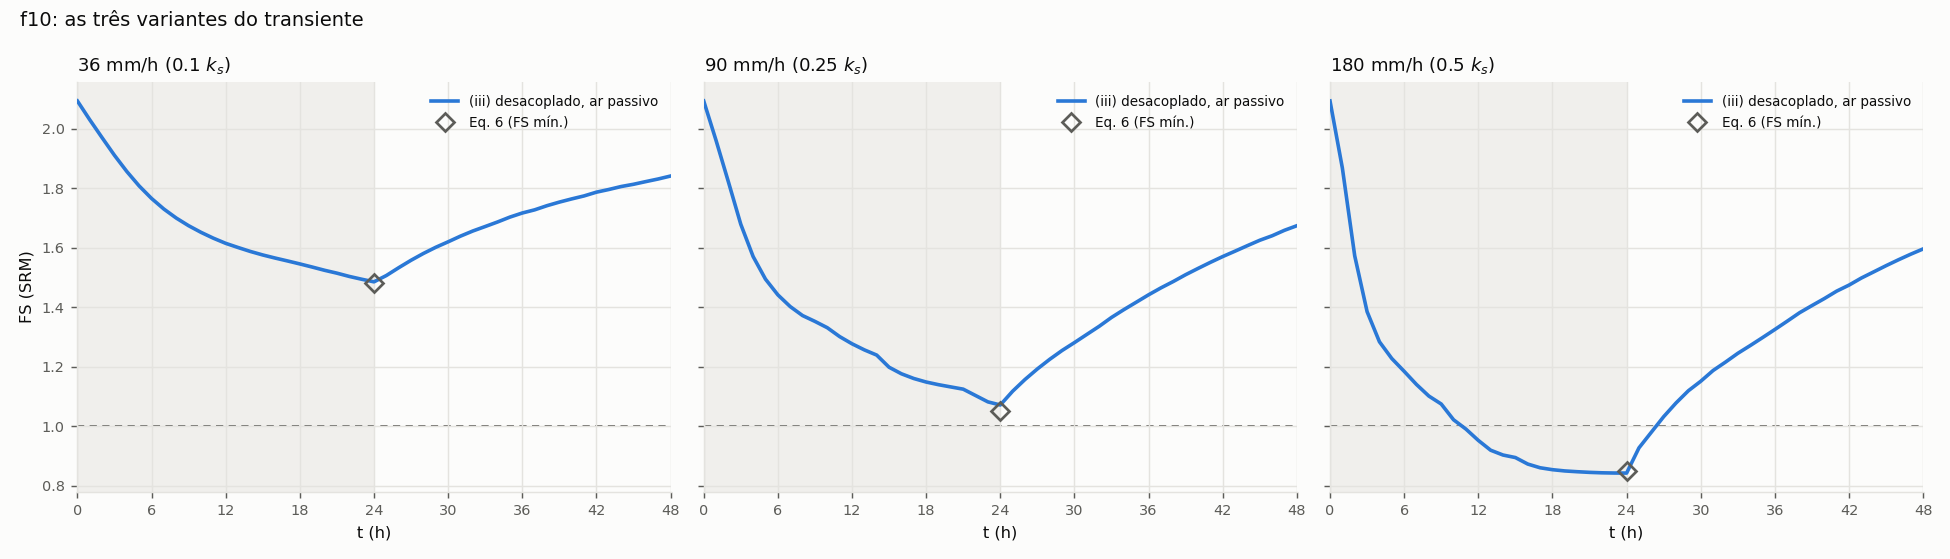 f10: as três variantes do transiente
36 mm/h (0.1 kₛ)
(iii) desacoplado, ar passivo
Eq. 6 (FS mín.)
FS (SRM)
2.0
1.8
1.6
1.4
1.2
1.0
0.8
0 6 12 18 24 30 36 42 48
t (h)
90 mm/h (0.25 kₛ)
(iii) desacoplado, ar passivo
Eq. 6 (FS mín.)
0 6 12 18 24 30 36 42 48
t (h)
180 mm/h (0.5 kₛ)
(iii) desacoplado, ar passivo
Eq. 6 (FS mín.)
0 6 12 18 24 30 36 42 48
t (h)